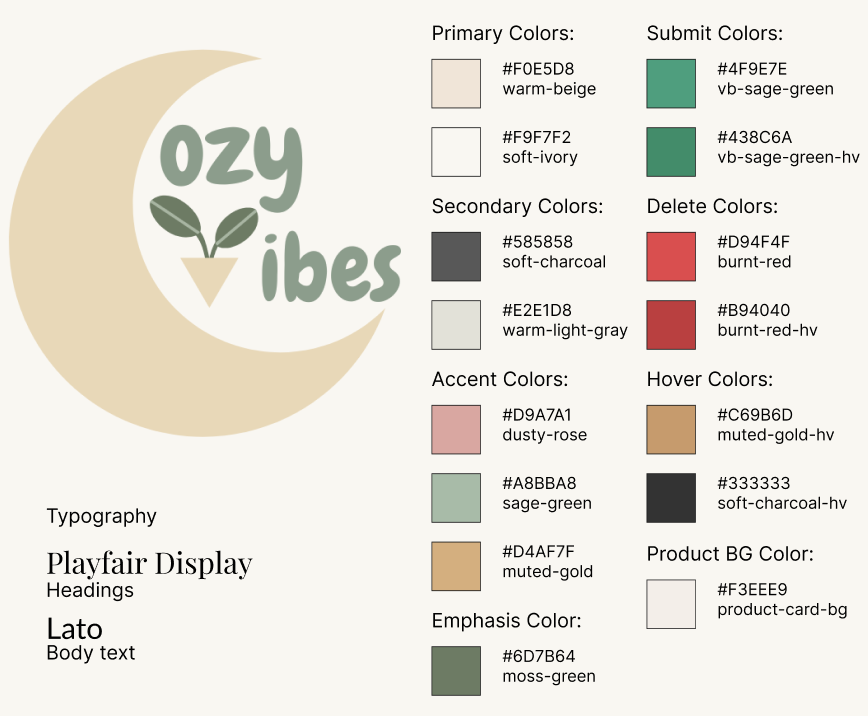 ozy
ibes
Typography
Playfair Display
Headings
Lato
Body text
Primary Colors:
#F0E5D8
warm-beige
#F9F7F2
soft-ivory
Secondary Colors:
#585858
soft-charcoal
#E2E1D8
warm-light-gray
Accent Colors:
#D9A7A1
dusty-rose
#A8BBA8
sage-green
#D4AF7F
muted-gold
Emphasis Color:
#6D7B64
moss-green
Submit Colors:
#4F9E7E
vb-sage-green
#438C6A
vb-sage-green-hv
Delete Colors:
#D94F4F
burnt-red
#B94040
burnt-red-hv
Hover Colors:
#C69B6D
muted-gold-hv
#333333
soft-charcoal-hv
Product BG Color:
#F3EEE9
product-card-bg